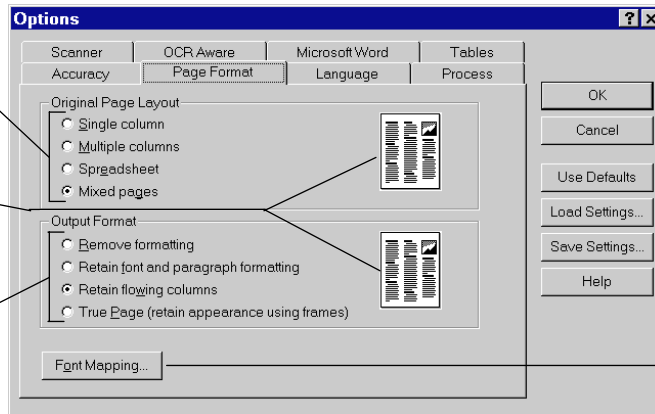 Options
Scanner OCR Aware Microsoft Word Tables
Accuracy Page Format Language Process
Original Page Layout
Single column
Multiple columns
Spreadsheet
Mixed pages
Output Format
Remove formatting
Retain font and paragraph formatting
Retain flowing columns
True Page (retain appearance using frames)
Font Mapping...
OK
Cancel
Use Defaults
Load Settings...
Save Settings...
Help